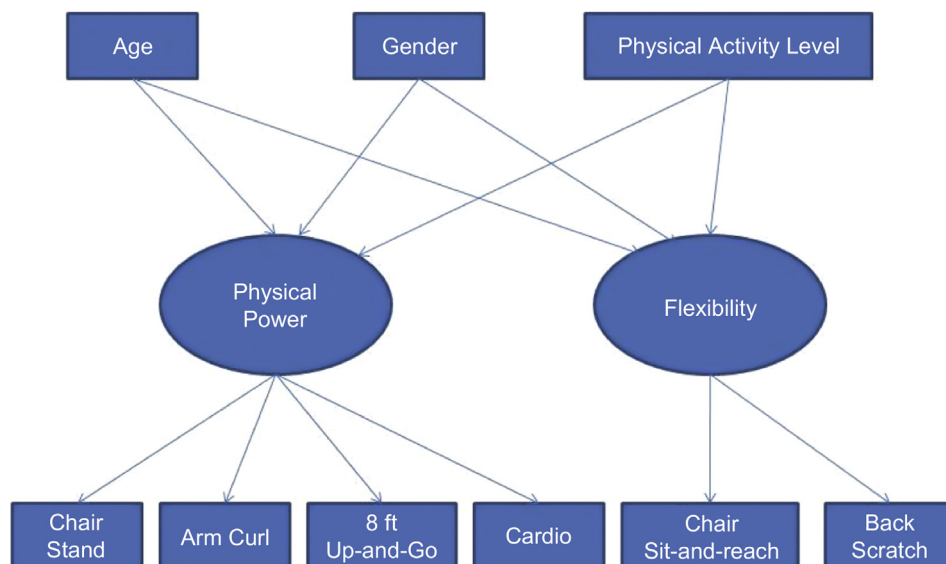 Age
Gender
Physical Activity Level
Physical
Power
Flexibility
Chair
Stand
Arm Curl
8 ft
Up-and-Go
Cardio
Chair
Sit-and-reach
Back
Scratch